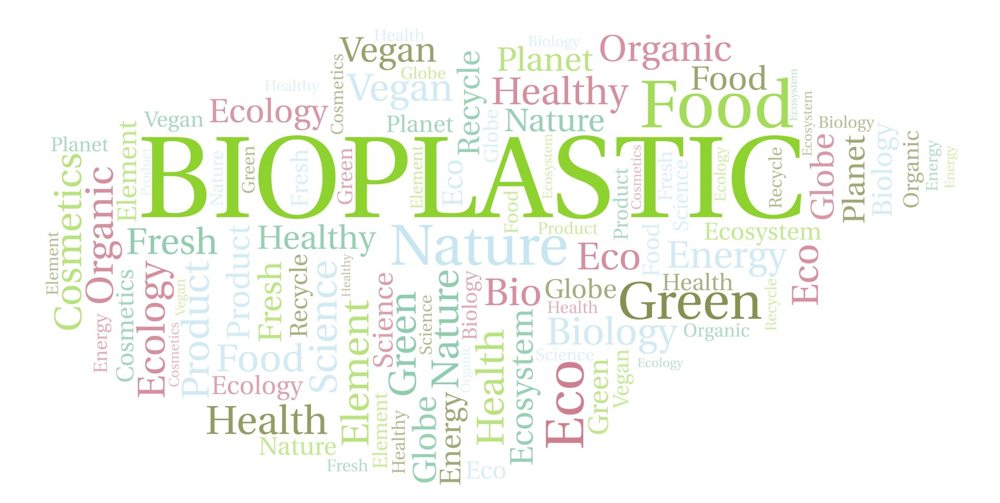 Health
Vegan
Biology
Organic
Planet
Globe
Cosmetics
Recycle
Food
Healthy
Vegan
Healthy
Food
Ecosystem
Ecology
Vegan
Planet
Globe
Nature
Ecosystem
Biology
Planet
Element
BIOPLASTIC
Product
Nature
Green
Fresh
Green
Element
Eco
Ecosystem
Food
Product
Cosmetics
Fresh
Science
Ecology
Recycle
Globe
Planet
Biology
Organic
Energy
Energy
Cosmetics
Organic
Element
Fresh
Product
Healthy
Nature
Product
Eco
Food
Energy
Ecosystem
Eco
Energy
Cosmetics
Ecology
Vegan
Cosmetics
Product
Fresh
Recycle
Science
Healthy
Element
Science
Green
Science
Nature
Biology
Bio
Globe
Health
Green
Health
Recycle
Biology
Organic
Science
Ecology
Food
Ecology
Organic
Health
Ecosystem
Eco
Green
Vegan
Health
Nature
Fresh
Element
Healthy
Globe
Energy
Eco